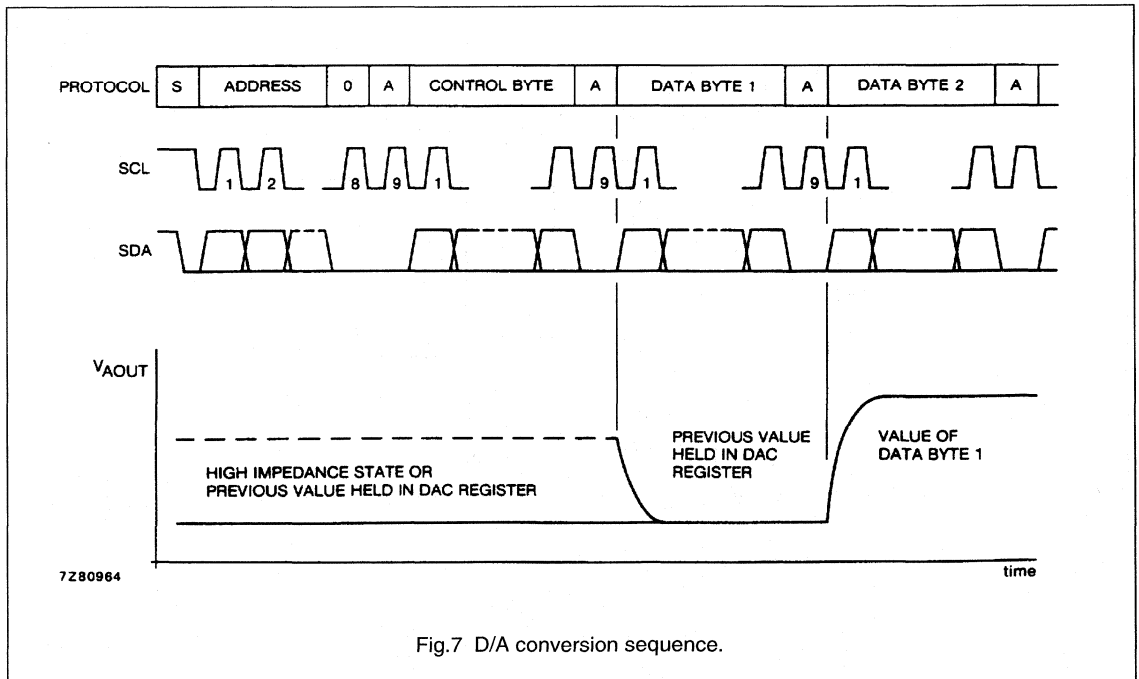 PROTOCOL S ADDRESS 0 A CONTROL BYTE A DATA BYTE 1 A DATA BYTE 2 A
SCL 1 2 8 9 1 9 1 9 1
SDA
VAOUT
HIGH IMPEDANCE STATE OR
PREVIOUS VALUE HELD IN DAC REGISTER
PREVIOUS VALUE
HELD IN DAC
REGISTER
VALUE OF
DATA BYTE 1
7Z80964
time
Fig.7 D/A conversion sequence.